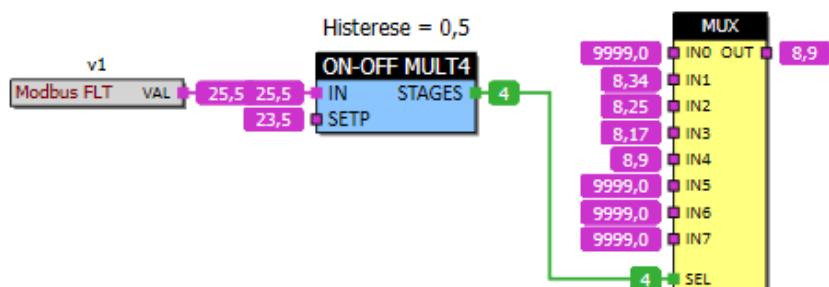 Histerese = 0,5
MUX
v1
ON-OFF MULT4
9999,0 IN0 OUT 8,9
Modbus FLT VAL 25,5 25,5 IN STAGES 4
8,34 IN1
23,5 SETP
8,25 IN2
8,17 IN3
8,9 IN4
9999,0 IN5
9999,0 IN6
9999,0 IN7
4 SEL